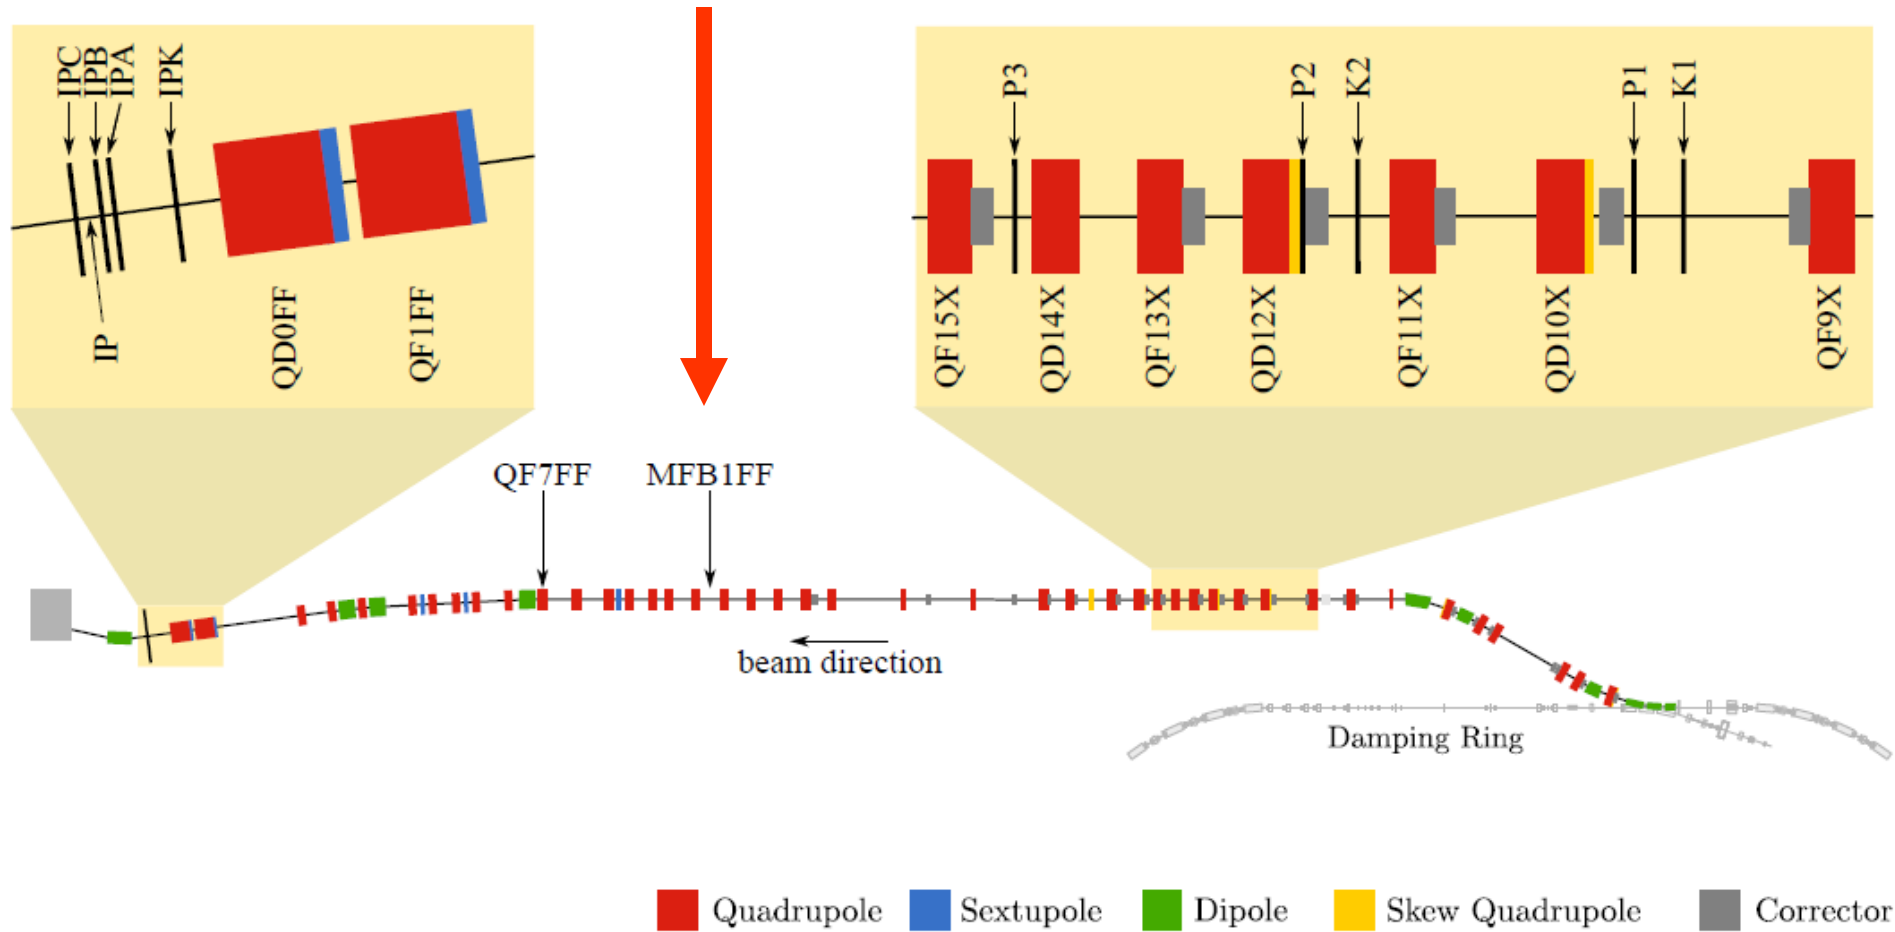 IPC
IPB
IPA
IPK
IP
QD0FF
QF1FF
P3
P2
K2
P1
K1
QF15X
QD14X
QF13X
QD12X
QF11X
QD10X
QF9X
QF7FF
MFB1FF
beam direction
Damping Ring
Quadrupole
Sextupole
Dipole
Skew Quadrupole
Corrector